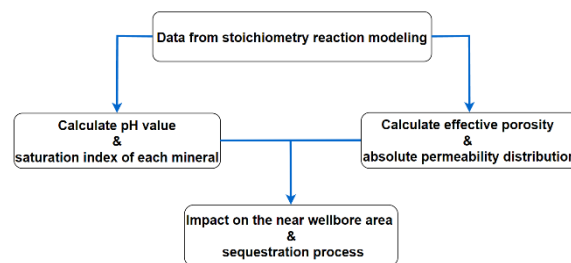 Data from stoichiometry reaction modeling
Calculate pH value
&
saturation index of each mineral
Calculate effective porosity
&
absolute permeability distribution
Impact on the near wellbore area
&
sequestration process